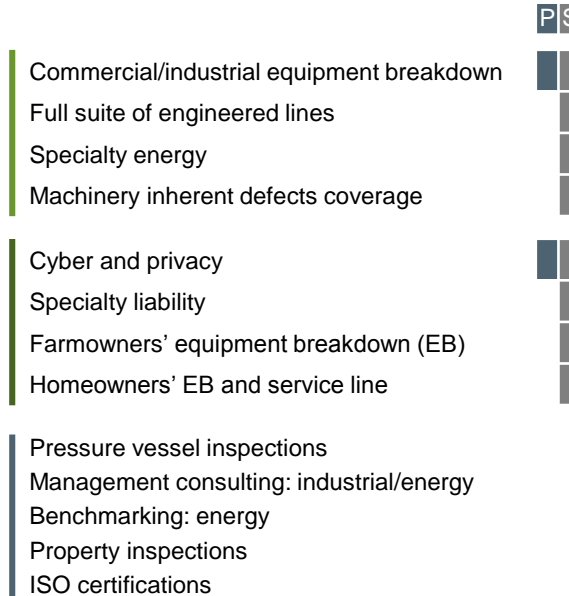 P S
Commercial/industrial equipment breakdown
Full suite of engineered lines
Specialty energy
Machinery inherent defects coverage
Cyber and privacy
Specialty liability
Farmowners' equipment breakdown (EB)
Homeowners' EB and service line
Pressure vessel inspections
Management consulting: industrial/energy
Benchmarking: energy
Property inspections
ISO certifications